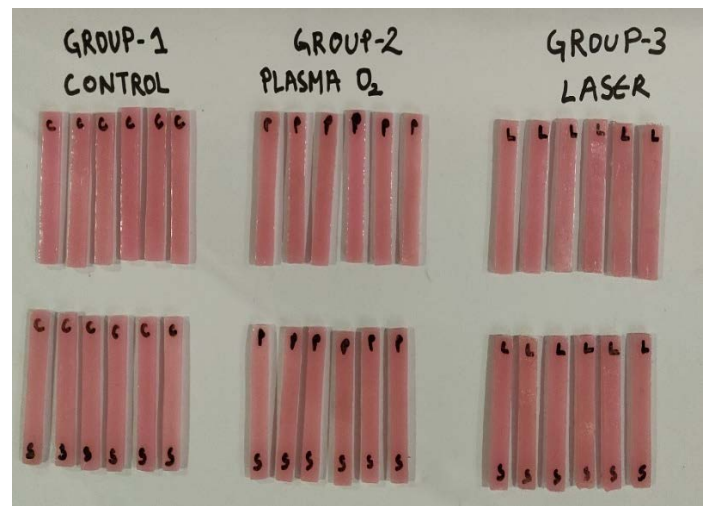 GROUP-1
CONTROL
GROUP-2
PLASMA O₂
GROUP-3
LASER
C C C C C C
P P P P P P
L L L L L L
C C C C C C
S S S S S S
P P P P P P
S S S S S S
L L L L L L
S S S S S S